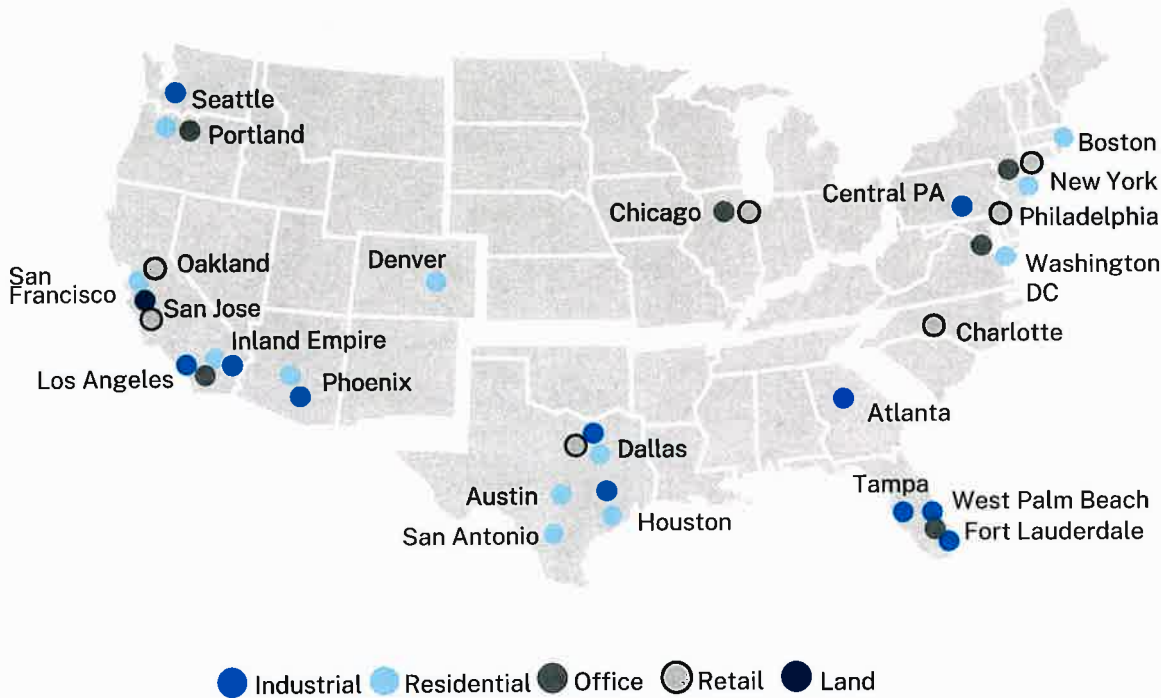 Seattle
Portland
Boston
New York
Central PA
Philadelphia
Chicago
Washington
DC
Oakland
Denver
San
Francisco
San Jose
Charlotte
Inland Empire
Los Angeles
Phoenix
Atlanta
Dallas
Tampa
Austin
West Palm Beach
Houston
Fort Lauderdale
San Antonio
Industrial
Residential
Office
Retail
Land